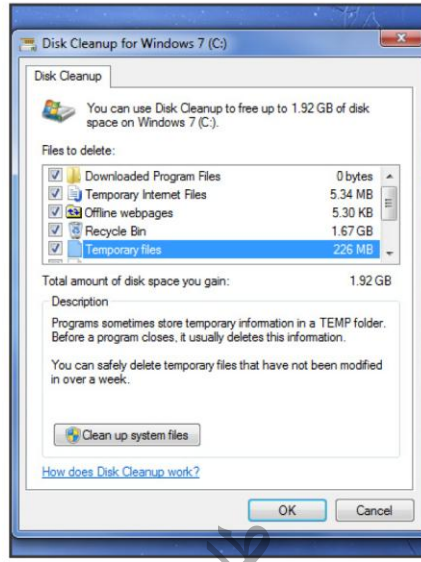 Disk Cleanup for Windows 7 (C:)
Disk Cleanup
You can use Disk Cleanup to free up to 1.92 GB of disk
space on Windows 7 (C:).
Files to delete:
Downloaded Program Files 0 bytes
Temporary Internet Files 5.34 MB
Offline webpages 5.30 KB
Recycle Bin 1.67 GB
Temporary files 226 MB
Total amount of disk space you gain: 1.92 GB
Description
Programs sometimes store temporary information in a TEMP folder.
Before a program closes, it usually deletes this information.
You can safely delete temporary files that have not been modified
in over a week.
Clean up system files
How does Disk Cleanup work?
OK Cancel